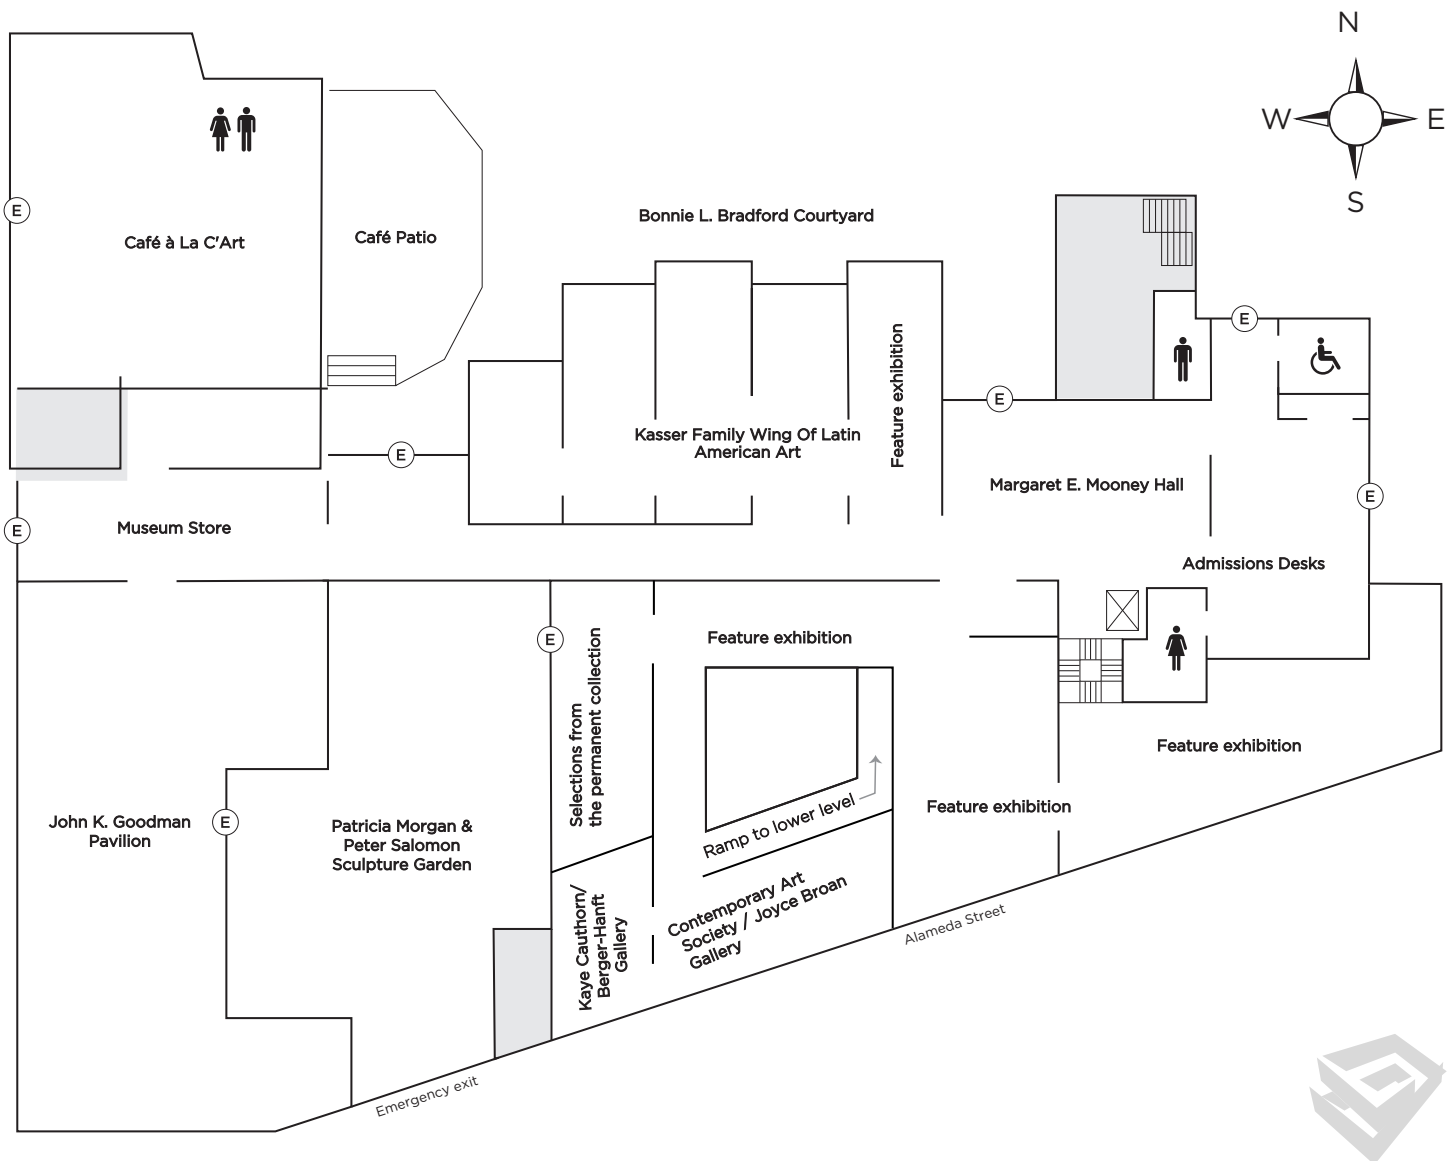 N
W
E
S
E
Café à La C'Art
Café Patio
Bonnie L. Bradford Courtyard
E
E
E
Feature exhibition
Kasser Family Wing Of Latin
American Art
Margaret E. Mooney Hall
E
E
Museum Store
Admissions Desks
E
Feature exhibition
Selections from
the permanent collection
Feature exhibition
Feature exhibition
Ramp to lower level
John K. Goodman
Pavilion
E
Patricia Morgan &
Peter Salomon
Sculpture Garden
Kaye Cauthorn/
Berger-Hanft
Gallery
Contemporary Art
Society / Joyce Broan
Gallery
Alameda Street
Emergency exit